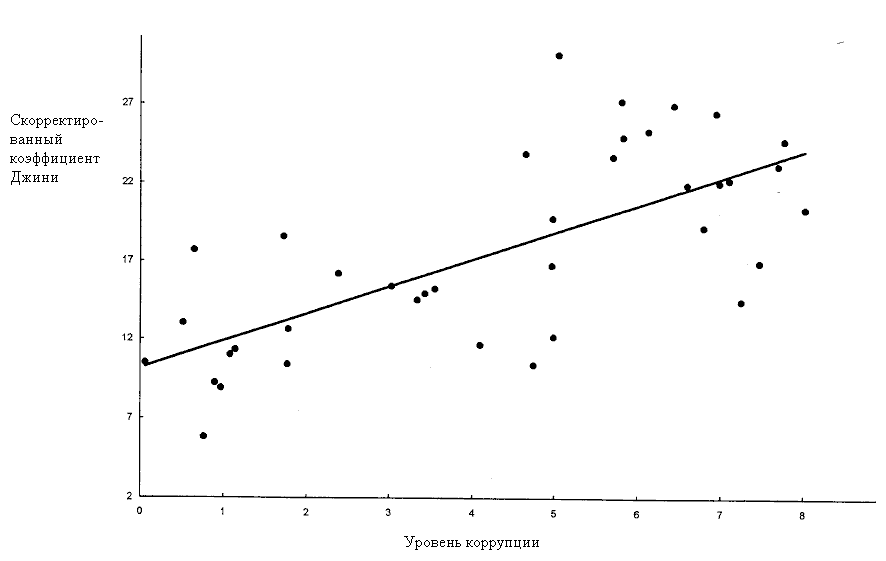 27
Скорректиро-
ванный
коэффициент
Джини
22
17
12
7
2
0 1 2 3 4 5 6 7 8
Уровень коррупции